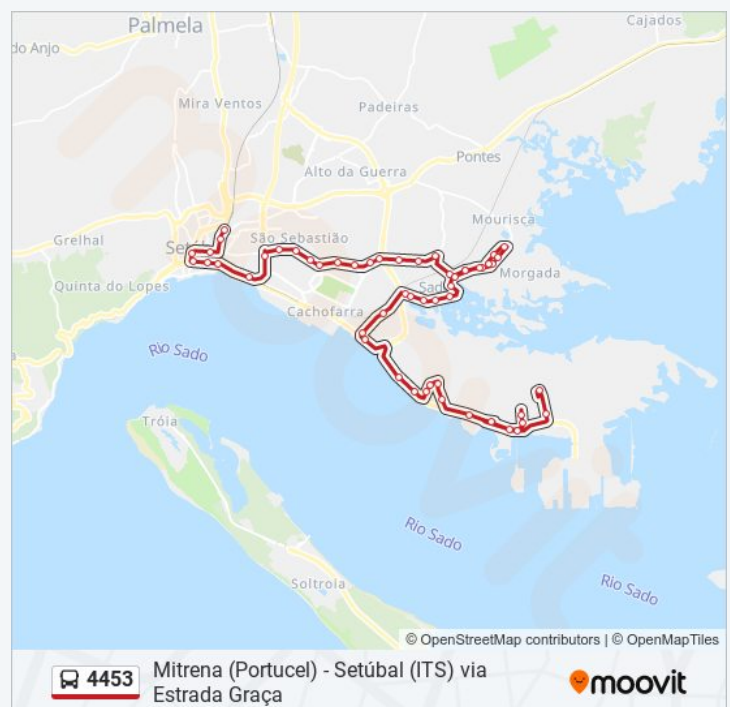 Palmela
Cajados
do Anjo
Mira Ventos
Padeiras
Pontes
Alto da Guerra
Mourisca
Grelhal
Setúb
São Sebastião
Morgada
Quinta do Lopes
Sado
Cachofarra
Rio Sado
Tróia
Rio Sado
Soltroia
Rio Sado
© OpenStreetMap contributors | © OpenMapTiles
4453
Mitrena (Portucel) - Setúbal (ITS) via
Estrada Graça
moovit